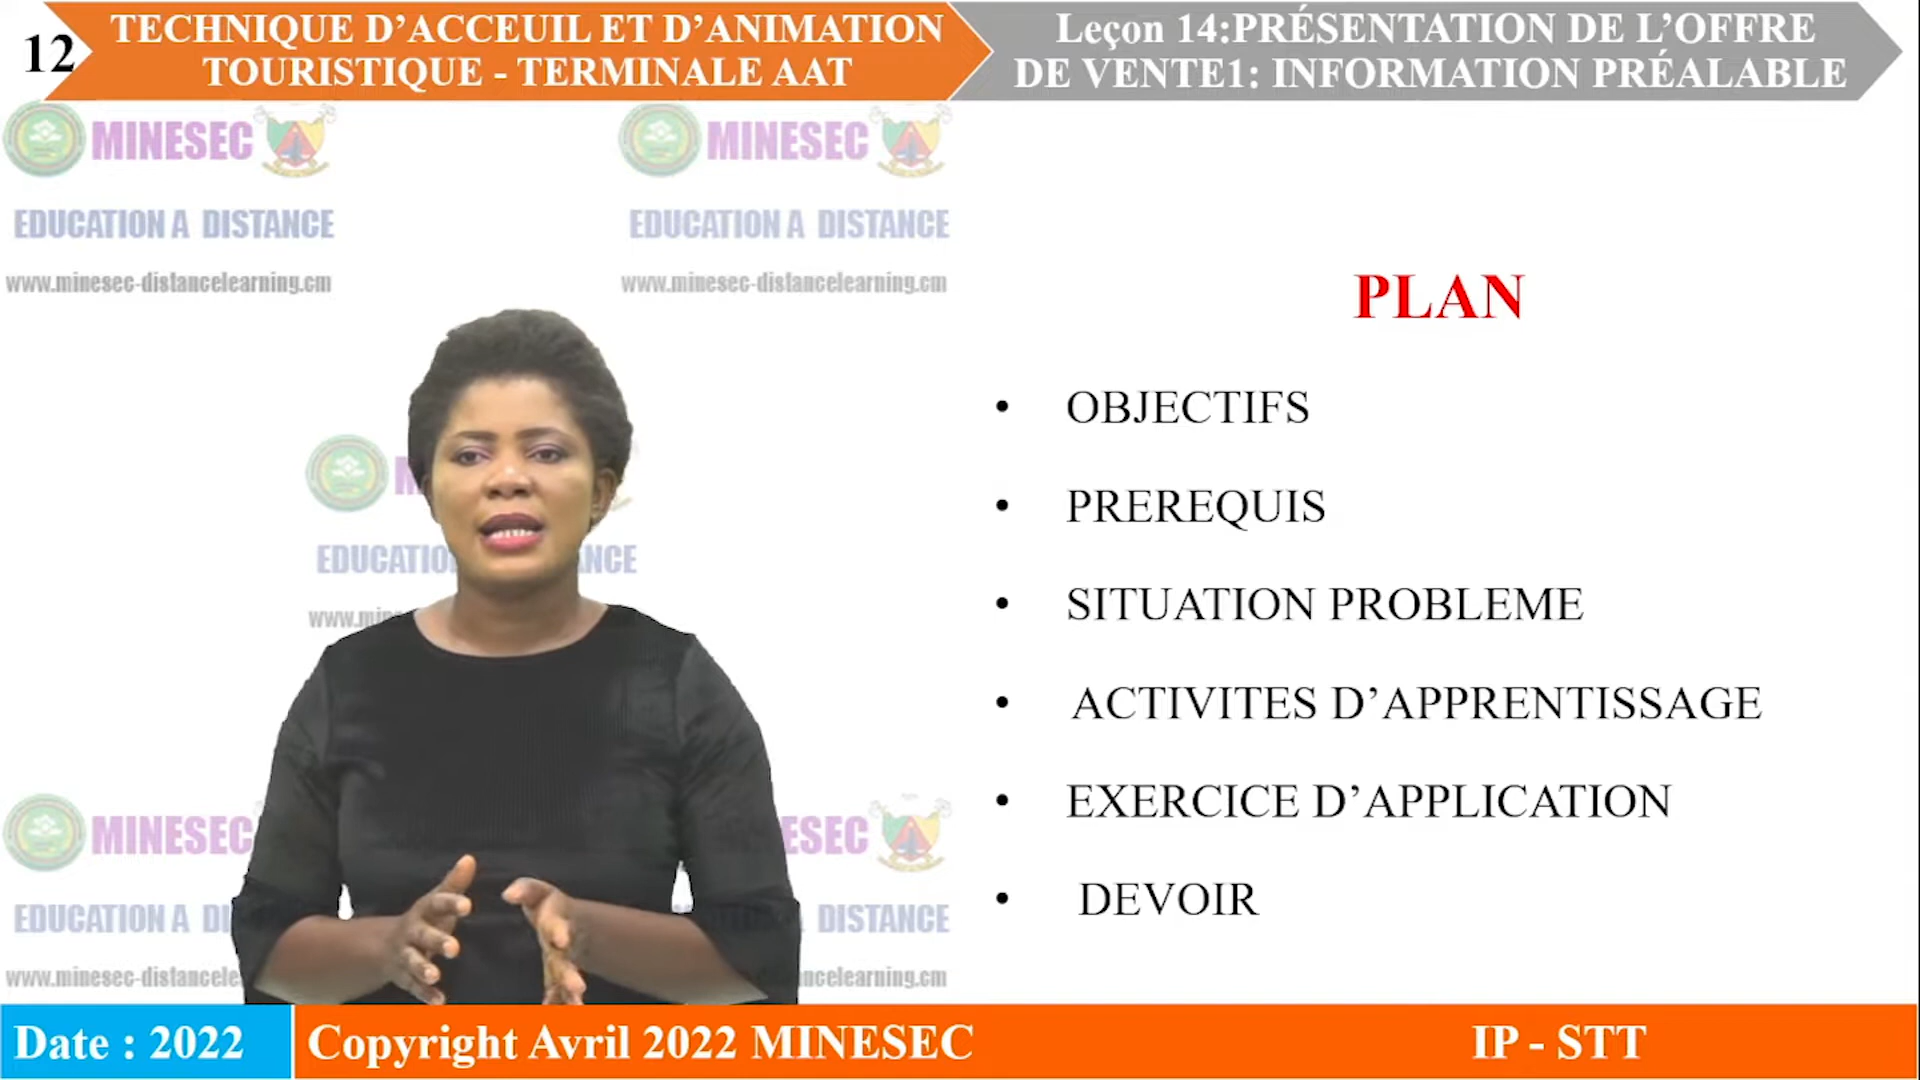 12
TECHNIQUE D’ACCEUIL ET D’ANIMATION
TOURISTIQUE - TERMINALE AAT
Leçon 14:PRÉSENTATION DE L’OFFRE
DE VENTE1: INFORMATION PRÉALABLE
MINESEC
EDUCATION A DISTANCE
www.minesec-distancelearning.cm
MINESEC
EDUCATION A DISTANCE
www.minesec-distancelearning.cm
PLAN
• OBJECTIFS
• PREREQUIS
• SITUATION PROBLEME
• ACTIVITES D’APPRENTISSAGE
• EXERCICE D’APPLICATION
• DEVOIR
MINESEC
EDUCATION A
DISTANCE
Date : 2022
Copyright Avril 2022 MINESEC
IP - STT